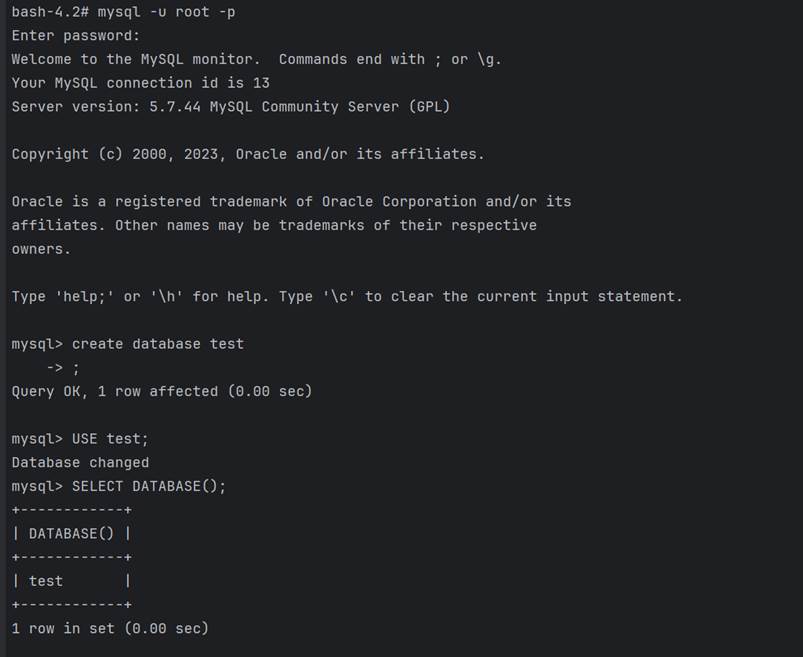 bash-4.2# mysql -u root -p
Enter password:
Welcome to the MySQL monitor.  Commands end with ; or \g.
Your MySQL connection id is 13
Server version: 5.7.44 MySQL Community Server (GPL)

Copyright (c) 2000, 2023, Oracle and/or its affiliates.

Oracle is a registered trademark of Oracle Corporation and/or its
affiliates. Other names may be trademarks of their respective
owners.

Type 'help;' or '\h' for help. Type '\c' to clear the current input statement.

mysql> create database test
    -> ;
Query OK, 1 row affected (0.00 sec)

mysql> USE test;
Database changed
mysql> SELECT DATABASE();
+------------+
| DATABASE() |
+------------+
| test       |
+------------+
1 row in set (0.00 sec)